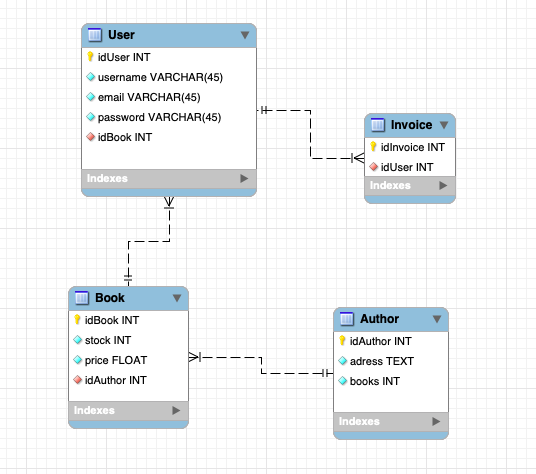 User
idUser INT
username VARCHAR(45)
email VARCHAR(45)
password VARCHAR(45)
idBook INT
Indexes
Invoice
idInvoice INT
idUser INT
Indexes
Book
idBook INT
stock INT
price FLOAT
idAuthor INT
Indexes
Author
idAuthor INT
adress TEXT
books INT
Indexes